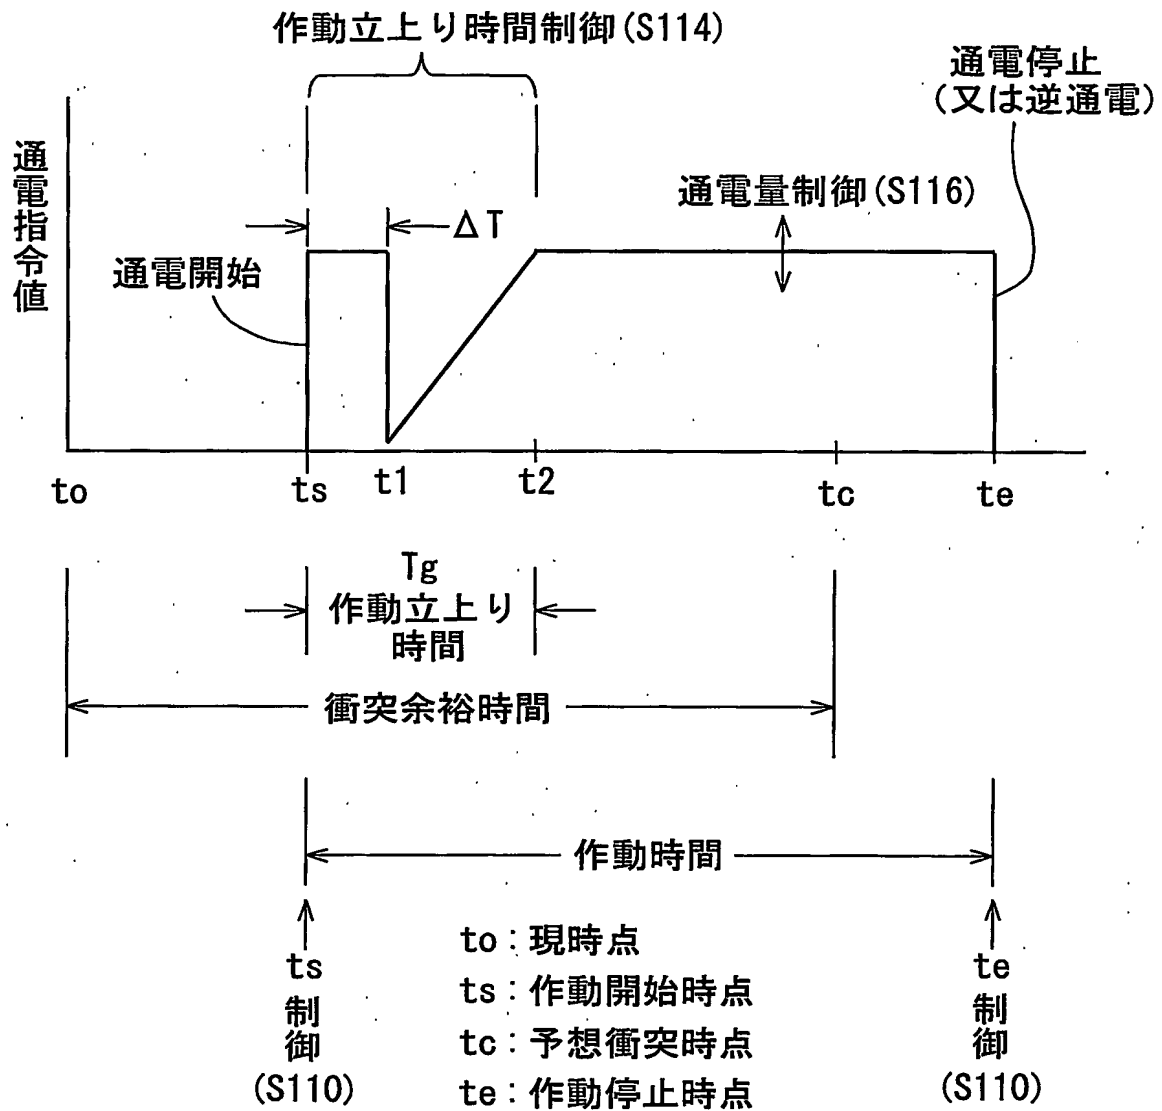 作動立上り時間制御(S114)
通電停止
(又は逆通電)
通電指令値
通電量制御(S116)
ΔT
通電開始
to
ts
t1
t2
tc
te
Tg
作動立上り
時間
衝突余裕時間
作動時間
ts
制御
(S110)
te
制御
(S110)
to:現時点
ts:作動開始時点
tc:予想衝突時点
te:作動停止時点